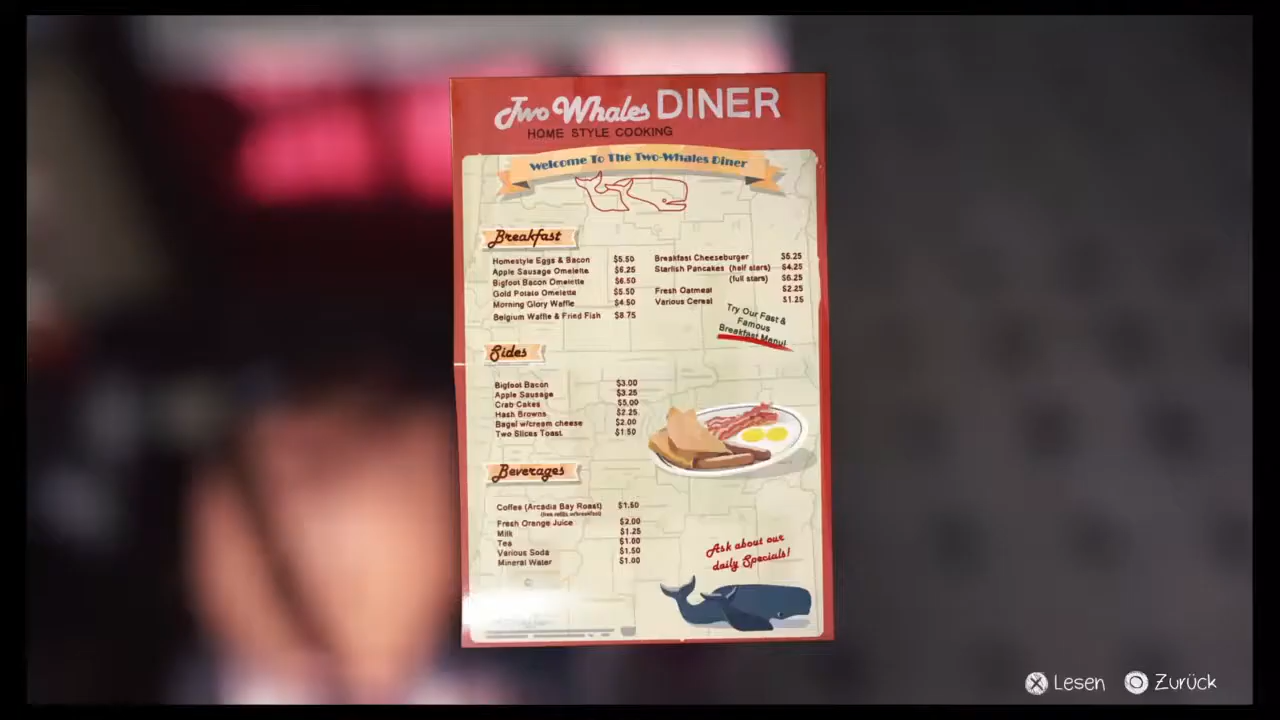 Two Whales DINER
HOME STYLE COOKING
Welcome To The Two-Whales Diner
Breakfast
Homestyle Eggs & Bacon $5.50
Apple Sausage Omelette $6.25
Bigfoot Bacon Omelette $6.50
Gold Potato Omelette $5.50
Morning Glory Waffle $4.50
Belgium Waffle & Fried Fish $8.75
Breakfast Cheeseburger $5.25
Starfish Pancakes (half stars) $4.25
(full stars) $6.25
Fresh Oatmeal $2.25
Various Cereal $1.25
Try Our Fast &
Famous
Breakfast Menu!
Sides
Bigfoot Bacon $3.00
Apple Sausage $3.25
Crab Cakes $5.00
Hash Browns $2.25
Bagel w/cream cheese $2.00
Two Slices Toast $1.50
Beverages
Coffee (Arcadia Bay Roast) $1.50
(free refills w/breakfast)
Fresh Orange Juice $2.00
Milk $1.25
Tea $1.00
Various Soda $1.50
Mineral Water $1.00
Ask about our
daily Specials!
Lesen Zurück